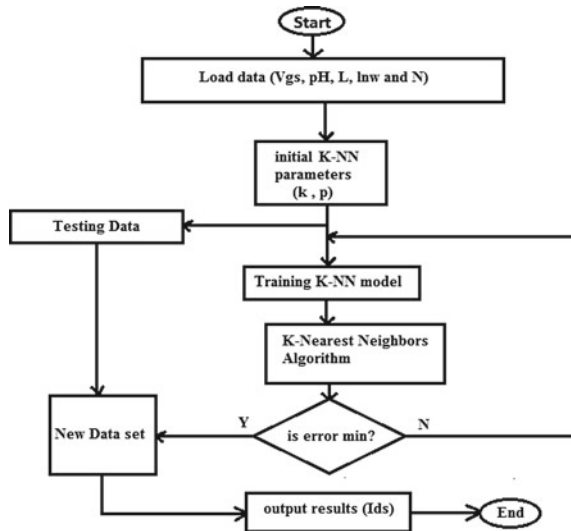 Start
Load data (Vgs, pH, L, lnw and N)
initial K-NN
parameters
(k , p)
Testing Data
Training K-NN model
K-Nearest Neighbors
Algorithm
New Data set
Y
is error min?
N
output results (Ids)
End